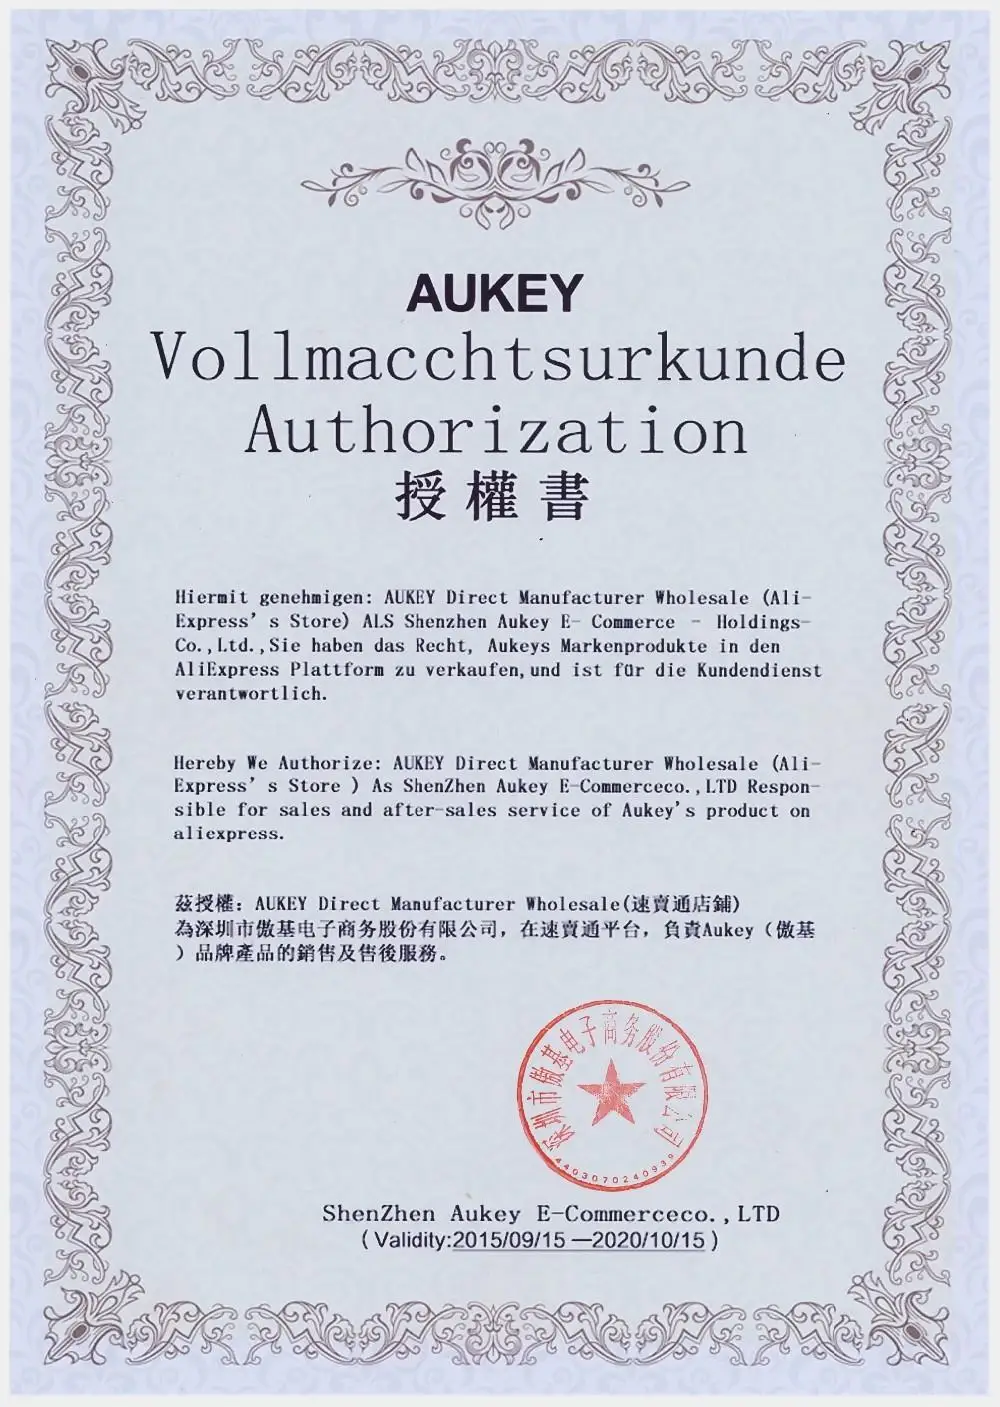 AUKEY
Vollmacchtsurkunde
Authorization
授權書
Hiermit genehmigen: AUKEY Direct Manufacturer Wholesale (Ali-
Express’s Store) ALS Shenzhen Aukey E- Commerce - Holdings-
Co.,Ltd.,Sie haben das Recht, Aukeys Markenprodukte in den
AliExpress Plattform zu verkaufen,und ist für die Kundendienst
verantwortlich.
Hereby We Authorize: AUKEY Direct Manufacturer Wholesale (Ali-
Express’s Store ) As ShenZhen Aukey E-Commerceco.,LTD Respon-
sible for sales and after-sales service of Aukey's product on
aliexpress.
茲授權: AUKEY Direct Manufacturer Wholesale(速賣通店鋪)
為深圳市傲基电子商务股份有限公司, 在速賣通平台, 負責Aukey（傲基
）品牌產品的銷售及售後服務。
深圳市傲基电子商务股份有限公司
4403070240939
ShenZhen Aukey E-Commerceco.,LTD
(Validity:2015/09/15 —2020/10/15)